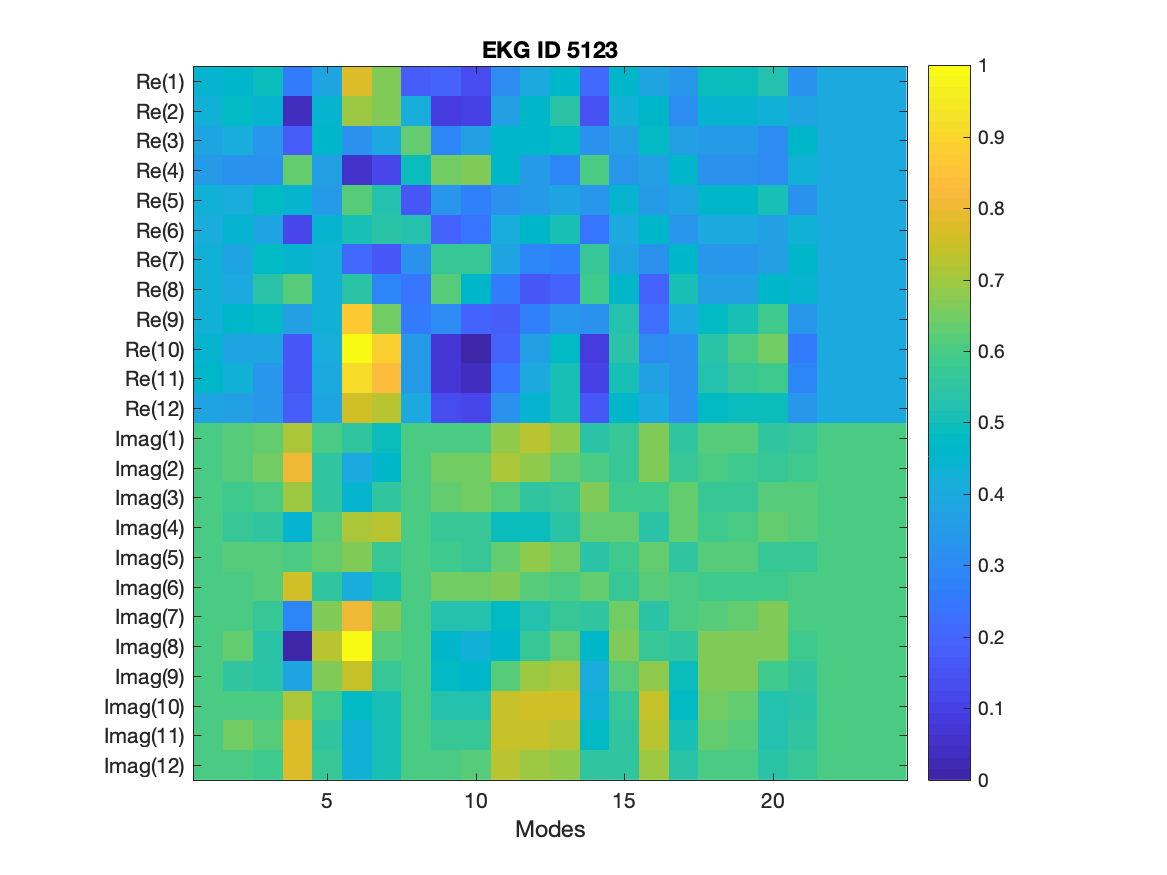 EKG ID 5123
Re(1)
Re(2)
Re(3)
Re(4)
Re(5)
Re(6)
Re(7)
Re(8)
Re(9)
Re(10)
Re(11)
Re(12)
Imag(1)
Imag(2)
Imag(3)
Imag(4)
Imag(5)
Imag(6)
Imag(7)
Imag(8)
Imag(9)
Imag(10)
Imag(11)
Imag(12)
5 10 15 20
Modes
1
0.9
0.8
0.7
0.6
0.5
0.4
0.3
0.2
0.1
0